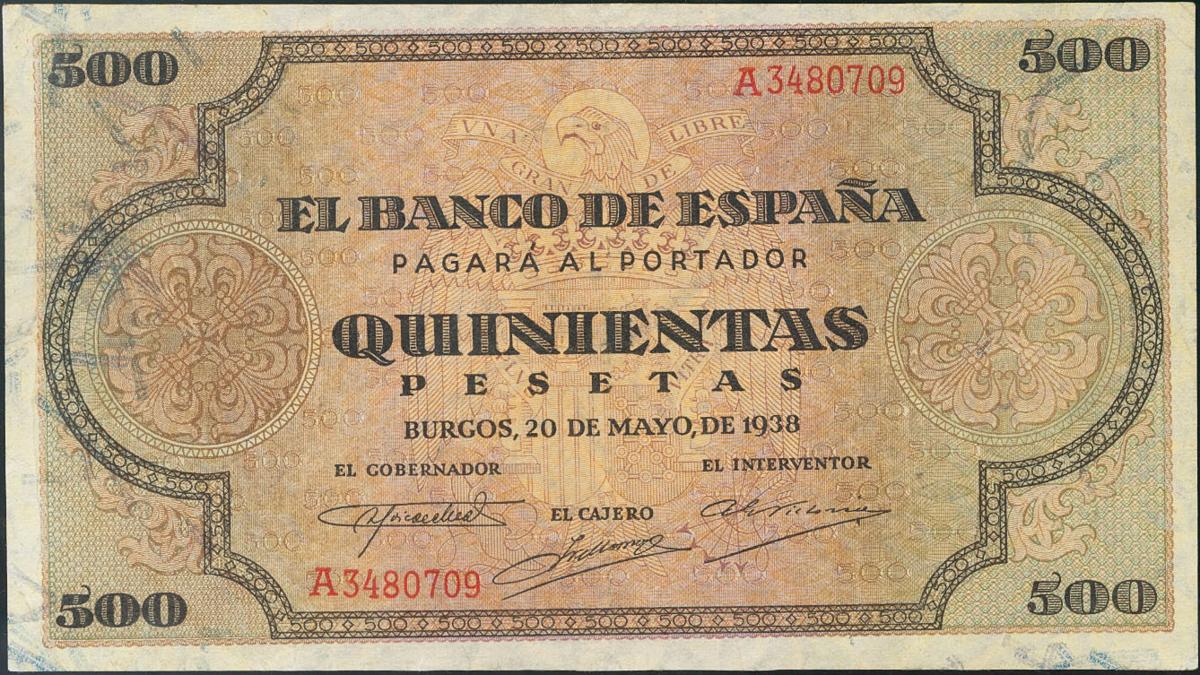 500
500
A3480709
VNA GRANDE LIBRE
EL BANCO DE ESPAÑA
PAGARÁ AL PORTADOR
QUINIENTAS
PESETAS
BURGOS, 20 DE MAYO, DE 1938
EL GOBERNADOR
EL INTERVENTOR
EL CAJERO
A3480709
500
500